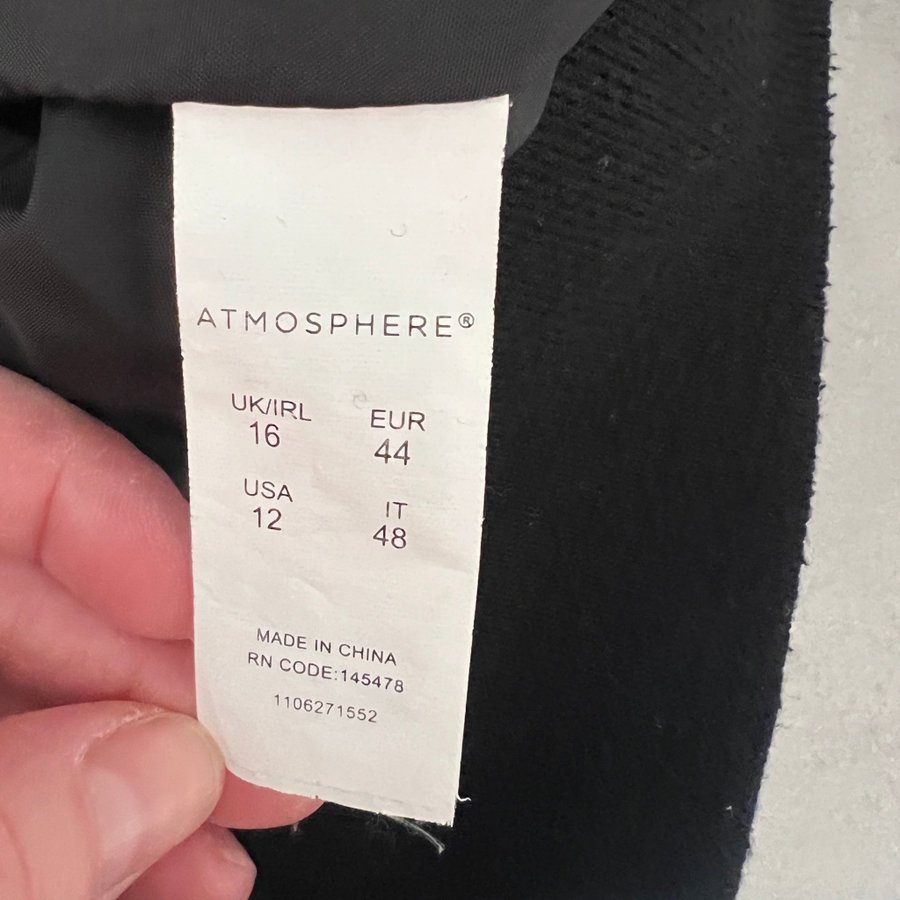 ATMOSPHERE®
UK/IRL EUR
16 44
USA IT
12 48
MADE IN CHINA
RN CODE:145478
1106271552